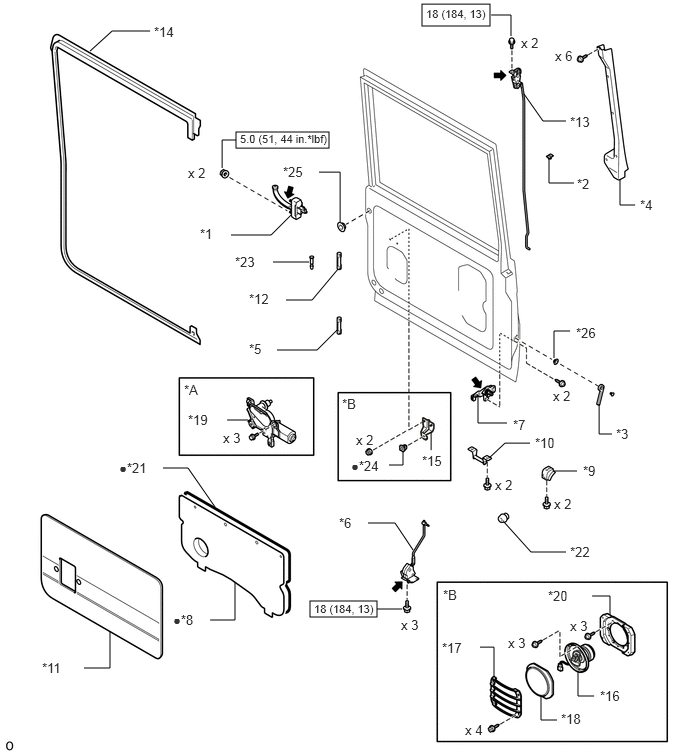 18 (184, 13)
*14
x 2
x 6
*13
5.0 (51, 44 in.*lbf)
x 2
*25
*2
*4
*1
*23
*12
*26
*5
*A
*B
x 2
*19
*7
*3
x 3
x 2
*15
*10
●*24
●*21
*9
x 2
x 2
*6
*22
*B
*20
18 (184, 13)
●*8
x 3
x 3
x 3
*17
*11
*16
*18
x 4
O